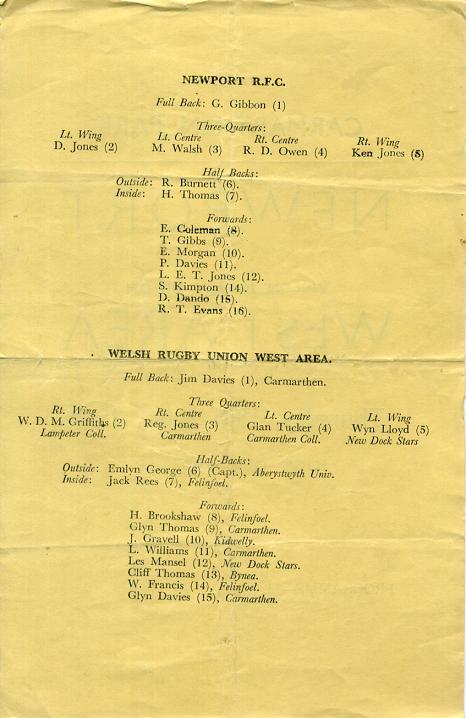 NEWPORT R.F.C.
Full Back: G. Gibbon (1)
Three-Quarters:
Lt. Wing Lt. Centre Rt. Centre Rt. Wing
D. Jones (2) M. Walsh (3) R. D. Owen (4) Ken Jones (5)
Half Backs:
Outside: R. Burnett (6).
Inside: H. Thomas (7).
Forwards:
E. Coleman (8).
T. Gibbs (9).
E. Morgan (10).
P. Davies (11).
L. E. T. Jones (12).
S. Kimpton (14).
D. Dando (15).
R. T. Evans (16).
WELSH RUGBY UNION WEST AREA.
Full Back: Jim Davies (1), Carmarthen.
Three Quarters:
Rt. Wing Rt. Centre Lt. Centre Lt. Wing
W. D. M. Griffiths (2) Reg. Jones (3) Glan Tucker (4) Wyn Lloyd (5)
Lampeter Coll. Carmarthen Carmarthen Coll. New Dock Stars
Half-Backs:
Outside: Emlyn George (6) (Capt.), Aberystwyth Univ.
Inside: Jack Rees (7), Felinfoel.
Forwards:
H. Brookshaw (8), Felinfoel.
Glyn Thomas (9), Carmarthen.
J. Gravell (10), Kidwelly.
L. Williams (11), Carmarthen.
Les Mansel (12), New Dock Stars.
Cliff Thomas (13), Bynea.
W. Francis (14), Felinfoel.
Glyn Davies (15), Carmarthen.